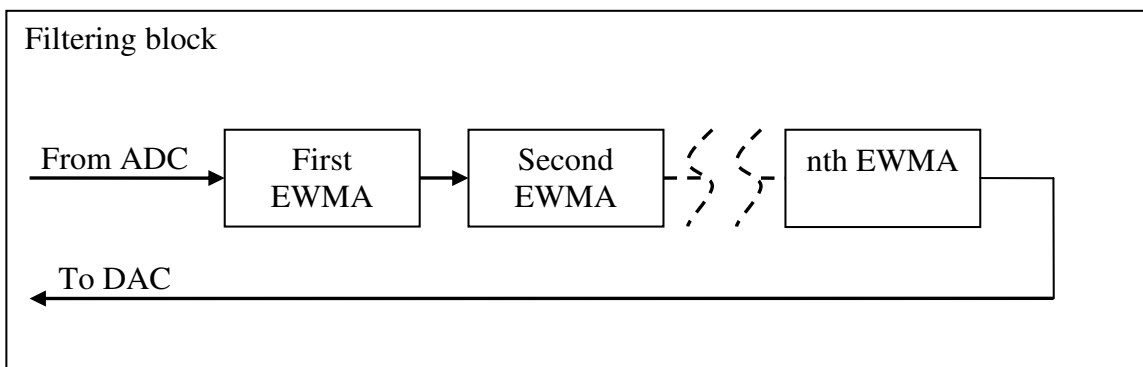 Filtering block
From ADC
First
EWMA
Second
EWMA
nth EWMA
To DAC